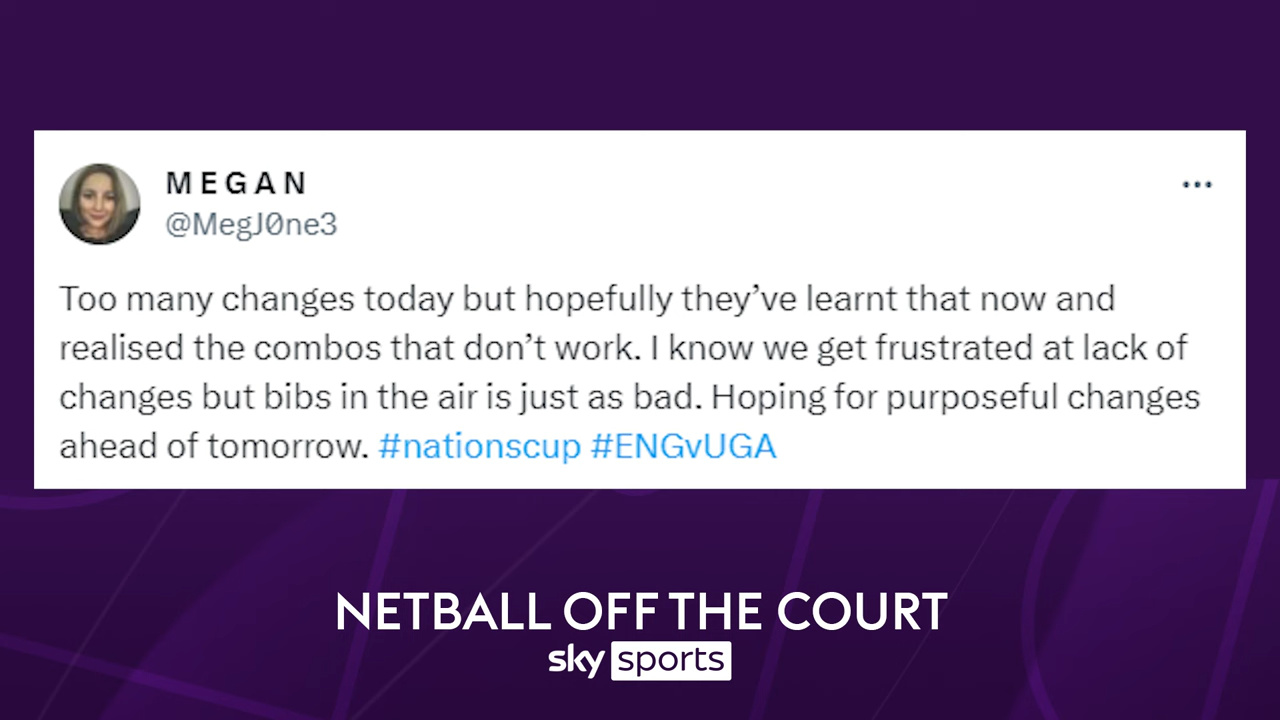 MEGAN
@MegJ0ne3
Too many changes today but hopefully they’ve learnt that now and
realised the combos that don’t work. I know we get frustrated at lack of
changes but bibs in the air is just as bad. Hoping for purposeful changes
ahead of tomorrow. #nationscup #ENGvUGA
NETBALL OFF THE COURT
sky sports